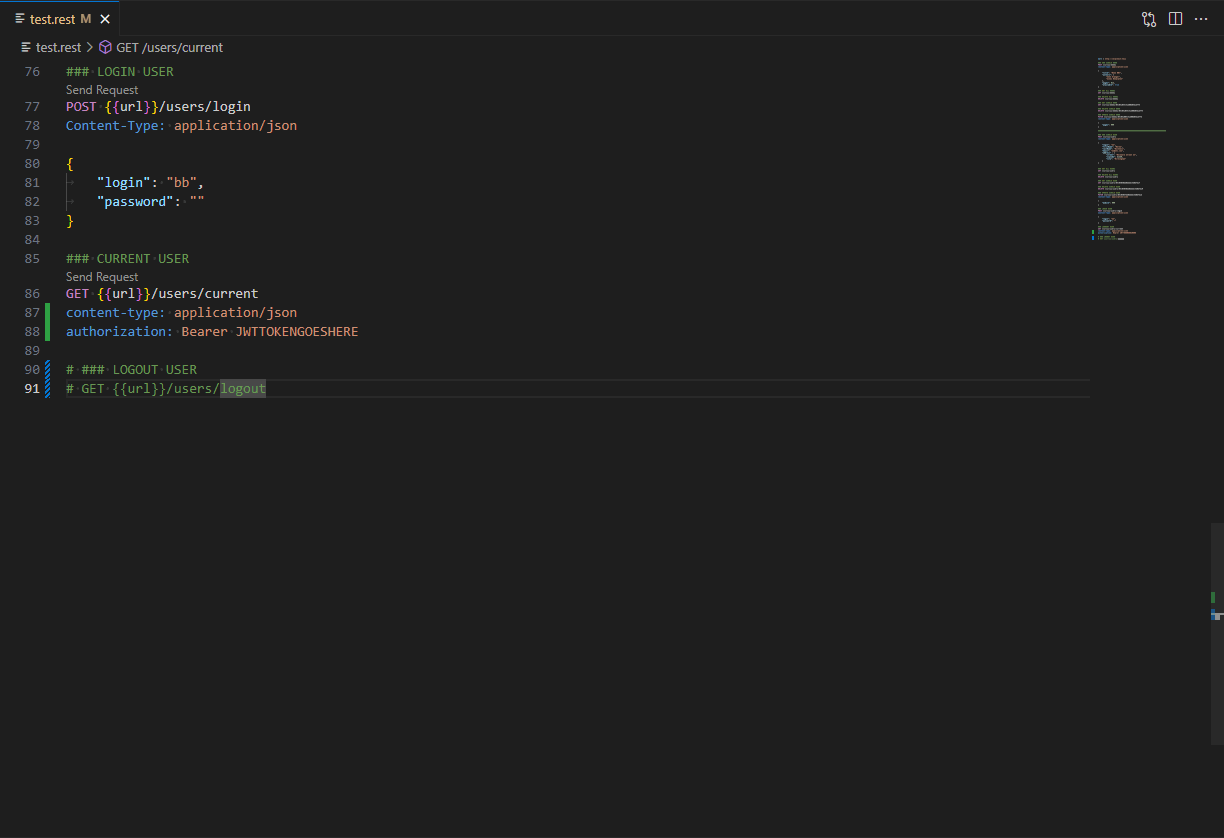 test.rest M
test.rest > GET /users/current
76 ### LOGIN USER
Send Request
77 POST {{url}}/users/login
78 Content-Type: application/json
79
80 {
81 "login": "bb",
82 "password": ""
83 }
84
85 ### CURRENT USER
Send Request
86 GET {{url}}/users/current
87 content-type: application/json
88 authorization: Bearer JWTTOKENGOESHERE
89
90 # ### LOGOUT USER
91 # GET {{url}}/users/logout